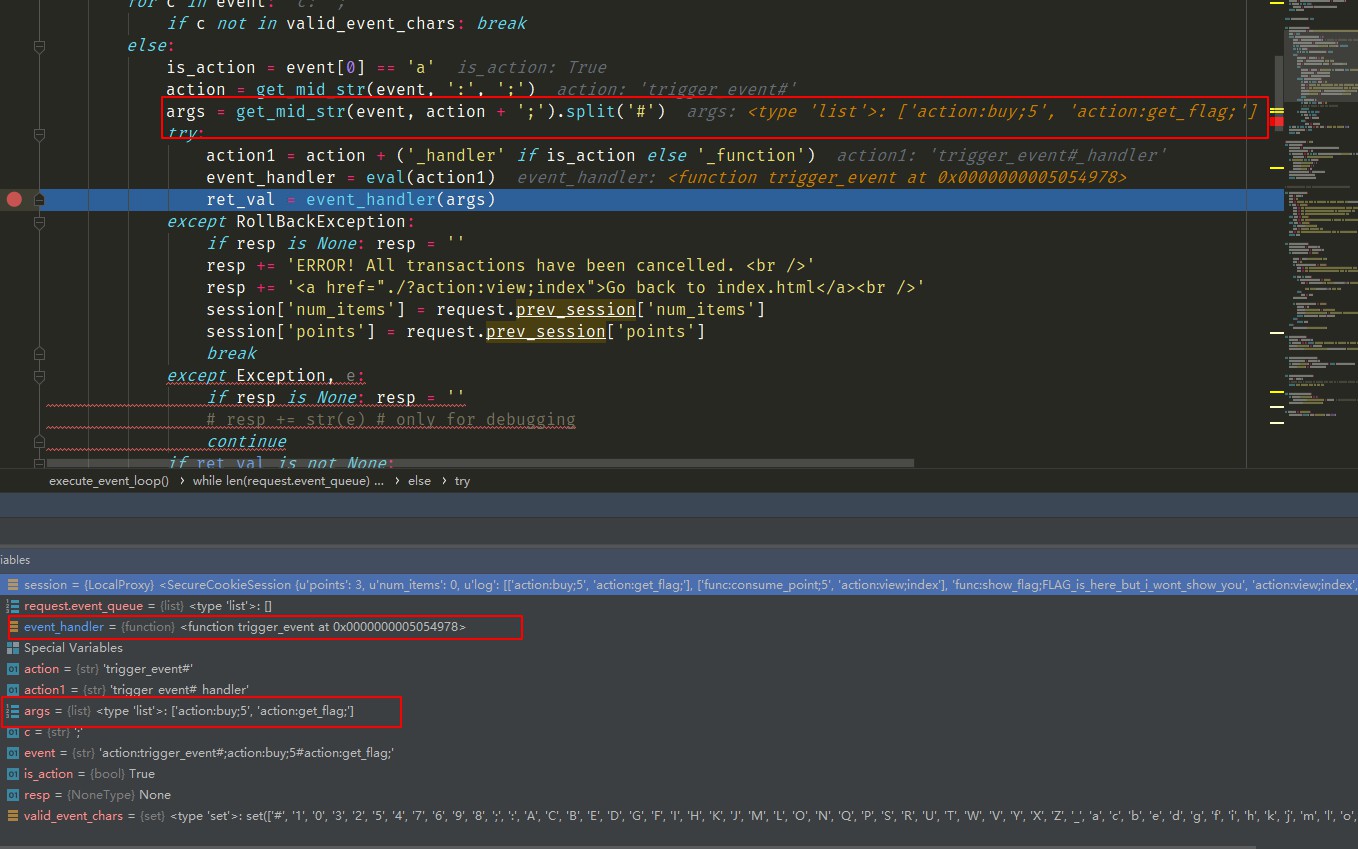 for c in event: c: ';'
if c not in valid_event_chars: break
else:
is_action = event[0] == 'a' is_action: True
action = get_mid_str(event, ':', ';') action: 'trigger_event#'
args = get_mid_str(event, action + ';').split('#') args: <type 'list'>: ['action:buy;5', 'action:get_flag;']
try:
action1 = action + ('_handler' if is_action else '_function') action1: 'trigger_event#_handler'
event_handler = eval(action1) event_handler: <function trigger_event at 0x0000000005054978>
ret_val = event_handler(args)
except RollBackException:
if resp is None: resp = ''
resp += 'ERROR! All transactions have been cancelled. <br />'
resp += '<a href="./?action:view;index">Go back to index.html</a><br />'
session['num_items'] = request.prev_session['num_items']
session['points'] = request.prev_session['points']
break
except Exception, e:
if resp is None: resp = ''
# resp += str(e) # only for debugging
continue
if ret_val is not None:
execute_event_loop() › while len(request.event_queue) ... › else › try
iables
session = {LocalProxy} <SecureCookieSession {u'points': 3, u'num_items': 0, u'log': [['action:buy;5', 'action:get_flag;'], ['func:consume_point;5', 'action:view;index'], 'func:show_flag;FLAG_is_here_but_i_wont_show_you', 'action:view;index',
request.event_queue = {list} <type 'list'>: []
event_handler = {function} <function trigger_event at 0x0000000005054978>
Special Variables
action = {str} 'trigger_event#'
action1 = {str} 'trigger_event#_handler'
args = {list} <type 'list'>: ['action:buy;5', 'action:get_flag;']
c = {str} ';'
event = {str} 'action:trigger_event#;action:buy;5#action:get_flag;'
is_action = {bool} True
resp = {NoneType} None
valid_event_chars = {set} <type 'set'>: set(['#', '1', '0', '3', '2', '5', '4', '7', '6', '9', '8', ';', ':', 'A', 'C', 'B', 'E', 'D', 'G', 'F', 'I', 'H', 'K', 'J', 'M', 'L', 'O', 'N', 'Q', 'P', 'S', 'R', 'U', 'T', 'W', 'V', 'Y', 'X', 'Z', '_', 'a', 'c', 'b', 'e', 'd', 'g', 'f', 'i', 'h', 'k', 'j', 'm', 'l', 'o',